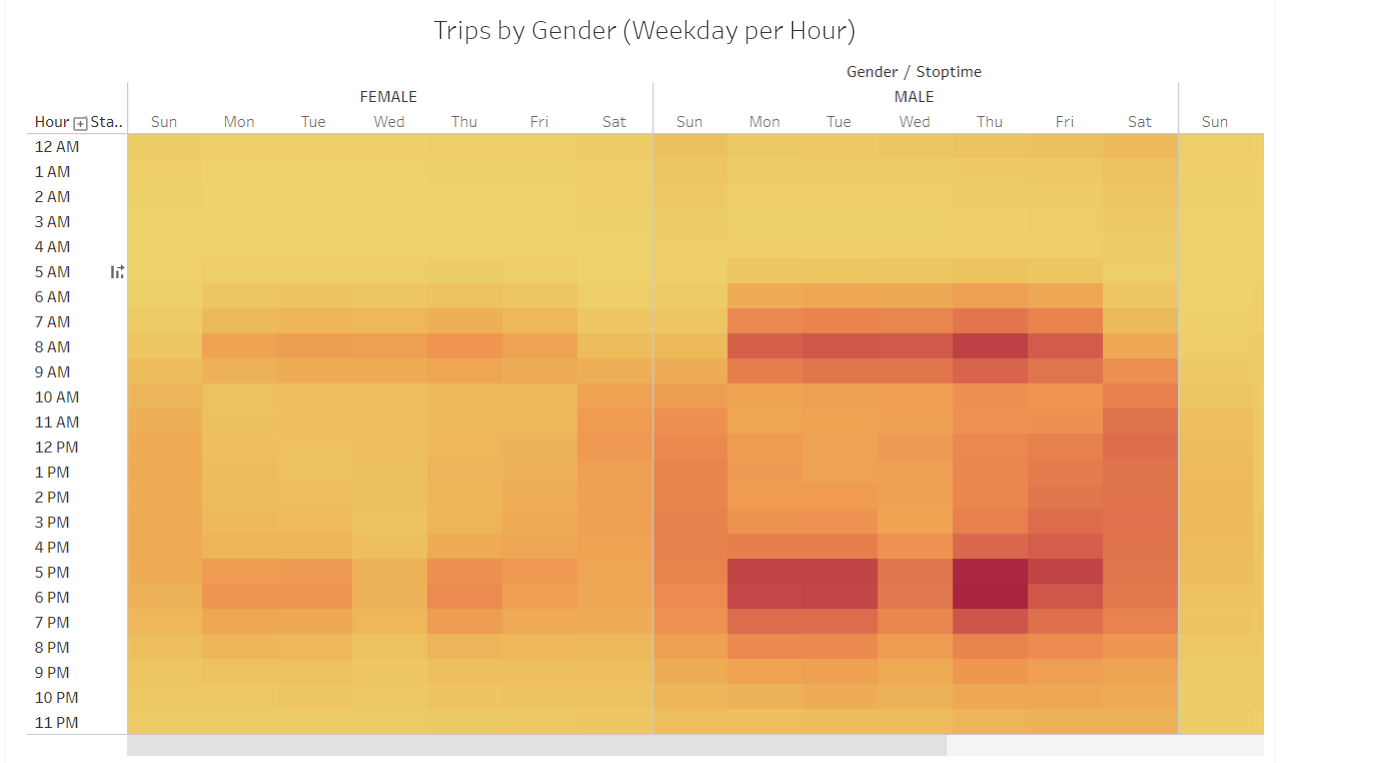 Trips by Gender (Weekday per Hour)
Gender / Stoptime
FEMALE MALE
Hour Sta.. Sun Mon Tue Wed Thu Fri Sat Sun Mon Tue Wed Thu Fri Sat Sun
12 AM
1 AM
2 AM
3 AM
4 AM
5 AM
6 AM
7 AM
8 AM
9 AM
10 AM
11 AM
12 PM
1 PM
2 PM
3 PM
4 PM
5 PM
6 PM
7 PM
8 PM
9 PM
10 PM
11 PM